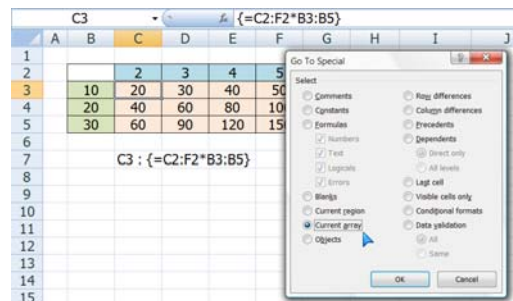 C3 fx {=C2:F2*B3:B5}
A B C D E F G H I J
1
2 2 3 4 5
3 10 20 30 40 50
4 20 40 60 80 100
5 30 60 90 120 150
6
7 C3 : {=C2:F2*B3:B5}
8
9
10
11
12
13
14
15
Go To Special
Select
Comments Row differences
Constants Column differences
Formulas Precedents
Numbers Dependents
Text Direct only
Logicals All levels
Errors Last cell
Blanks Visible cells only
Current region Conditional formats
Current array Data validation
Objects All
Same
OK Cancel